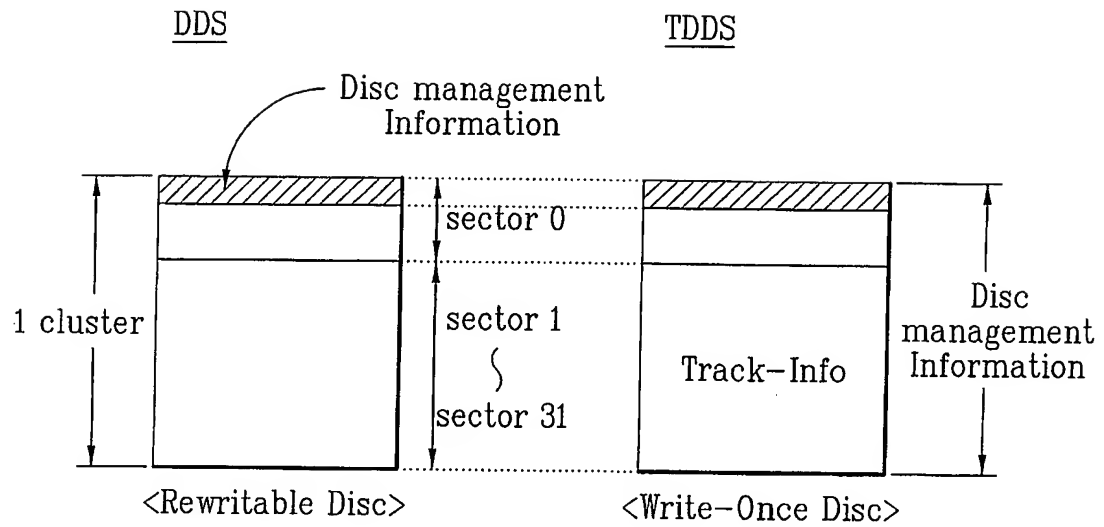 DDS
TDDS
Disc management
Information
sector 0
1 cluster
sector 1
sector 31
Track-Info
Disc
management
Information
<Rewritable Disc>
<Write-Once Disc>